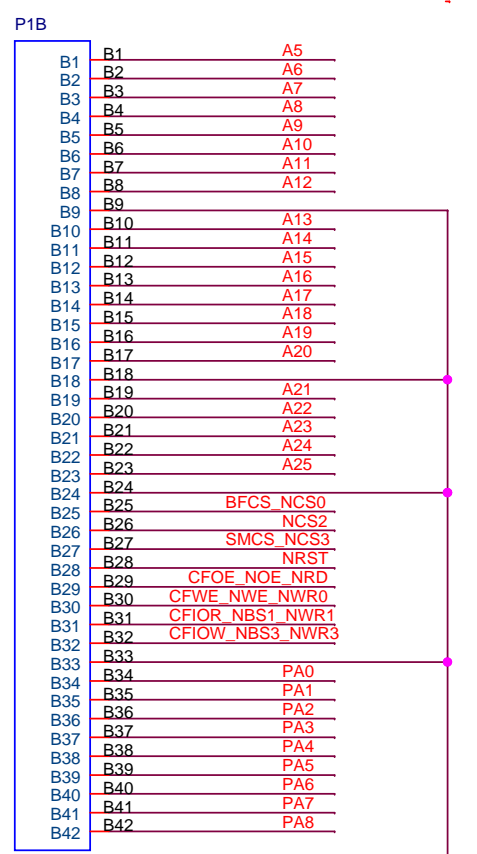 P1B
B1 B1 A5
B2 B2 A6
B3 B3 A7
B4 B4 A8
B5 B5 A9
B6 B6 A10
B7 B7 A11
B8 B8 A12
B9 B9
B10 B10 A13
B11 B11 A14
B12 B12 A15
B13 B13 A16
B14 B14 A17
B15 B15 A18
B16 B16 A19
B17 B17 A20
B18 B18
B19 B19 A21
B20 B20 A22
B21 B21 A23
B22 B22 A24
B23 B23 A25
B24 B24
B25 B25 BFCS_NCS0
B26 B26 NCS2
B27 B27 SMCS_NCS3
B28 B28 NRST
B29 B29 CFOE_NOE_NRD
B30 B30 CFWE_NWE_NWR0
B31 B31 CFIOR_NBS1_NWR1
B32 B32 CFIOW_NBS3_NWR3
B33 B33
B34 B34 PA0
B35 B35 PA1
B36 B36 PA2
B37 B37 PA3
B38 B38 PA4
B39 B39 PA5
B40 B40 PA6
B41 B41 PA7
B42 B42 PA8